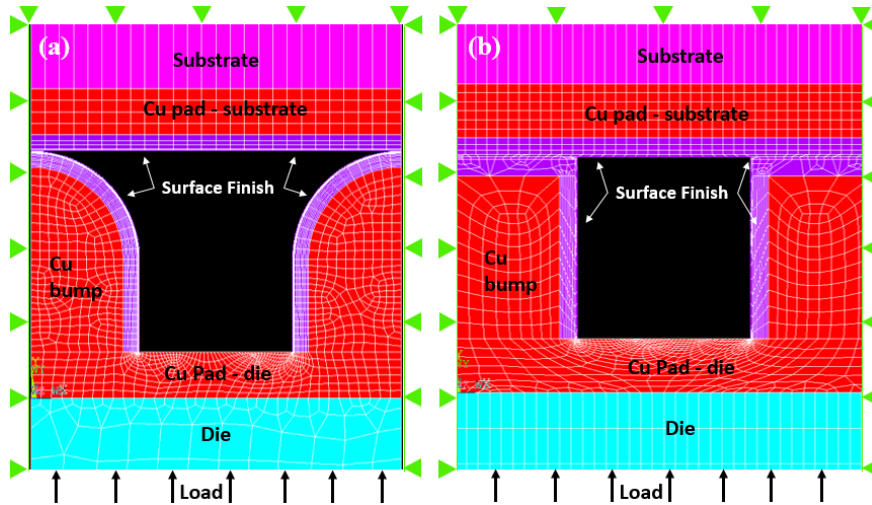 (a)
Substrate
Cu pad - substrate
Surface Finish
Cu
bump
Cu Pad - die
Die
Load
(b)
Substrate
Cu pad - substrate
Surface Finish
Cu
bump
Cu Pad - die
Die
Load